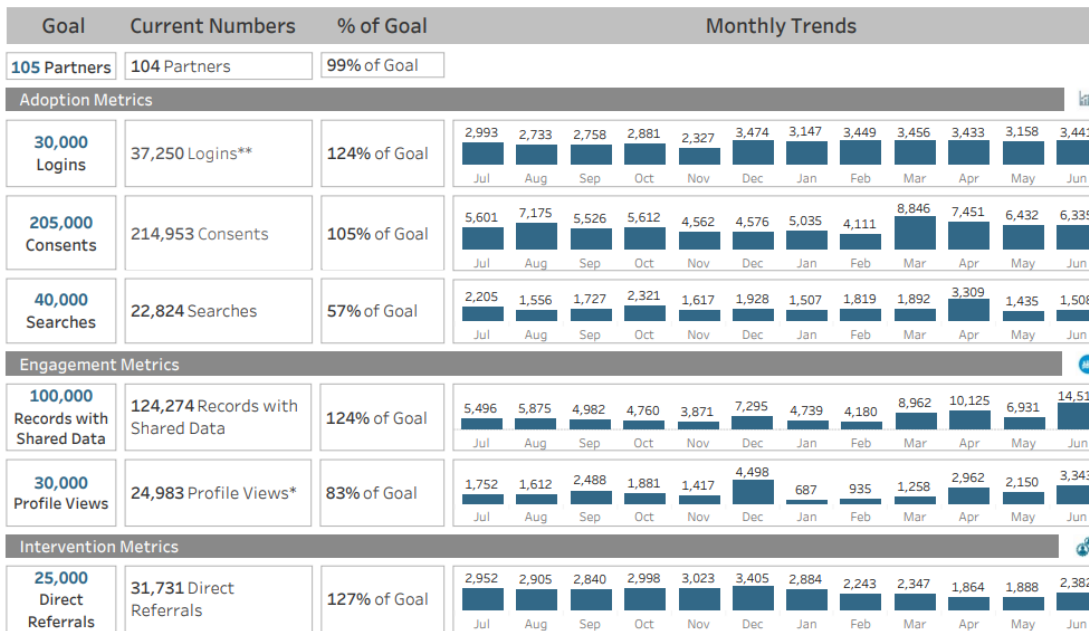 Goal Current Numbers % of Goal Monthly Trends
105 Partners 104 Partners 99% of Goal
Adoption Metrics
30,000
Logins
37,250 Logins**
124% of Goal
2,993 2,733 2,758 2,881 2,327 3,474 3,147 3,449 3,456 3,433 3,158 3,443
Jul Aug Sep Oct Nov Dec Jan Feb Mar Apr May Jun
205,000
Consents
214,953 Consents
105% of Goal
5,601 7,175 5,526 5,612 4,562 4,576 5,035 4,111 8,846 7,451 6,432 6,335
Jul Aug Sep Oct Nov Dec Jan Feb Mar Apr May Jun
40,000
Searches
22,824 Searches
57% of Goal
2,205 1,556 1,727 2,321 1,617 1,928 1,507 1,819 1,892 3,309 1,435 1,508
Jul Aug Sep Oct Nov Dec Jan Feb Mar Apr May Jun
Engagement Metrics
100,000
Records with
Shared Data
124,274 Records with
Shared Data
124% of Goal
5,496 5,875 4,982 4,760 3,871 7,295 4,739 4,180 8,962 10,125 6,931 14,51
Jul Aug Sep Oct Nov Dec Jan Feb Mar Apr May Jun
30,000
Profile Views
24,983 Profile Views*
83% of Goal
1,752 1,612 2,488 1,881 1,417 4,498 687 935 1,258 2,962 2,150 3,343
Jul Aug Sep Oct Nov Dec Jan Feb Mar Apr May Jun
Intervention Metrics
25,000
Direct
Referrals
31,731 Direct
Referrals
127% of Goal
2,952 2,905 2,840 2,998 3,023 3,405 2,884 2,243 2,347 1,864 1,888 2,382
Jul Aug Sep Oct Nov Dec Jan Feb Mar Apr May Jun